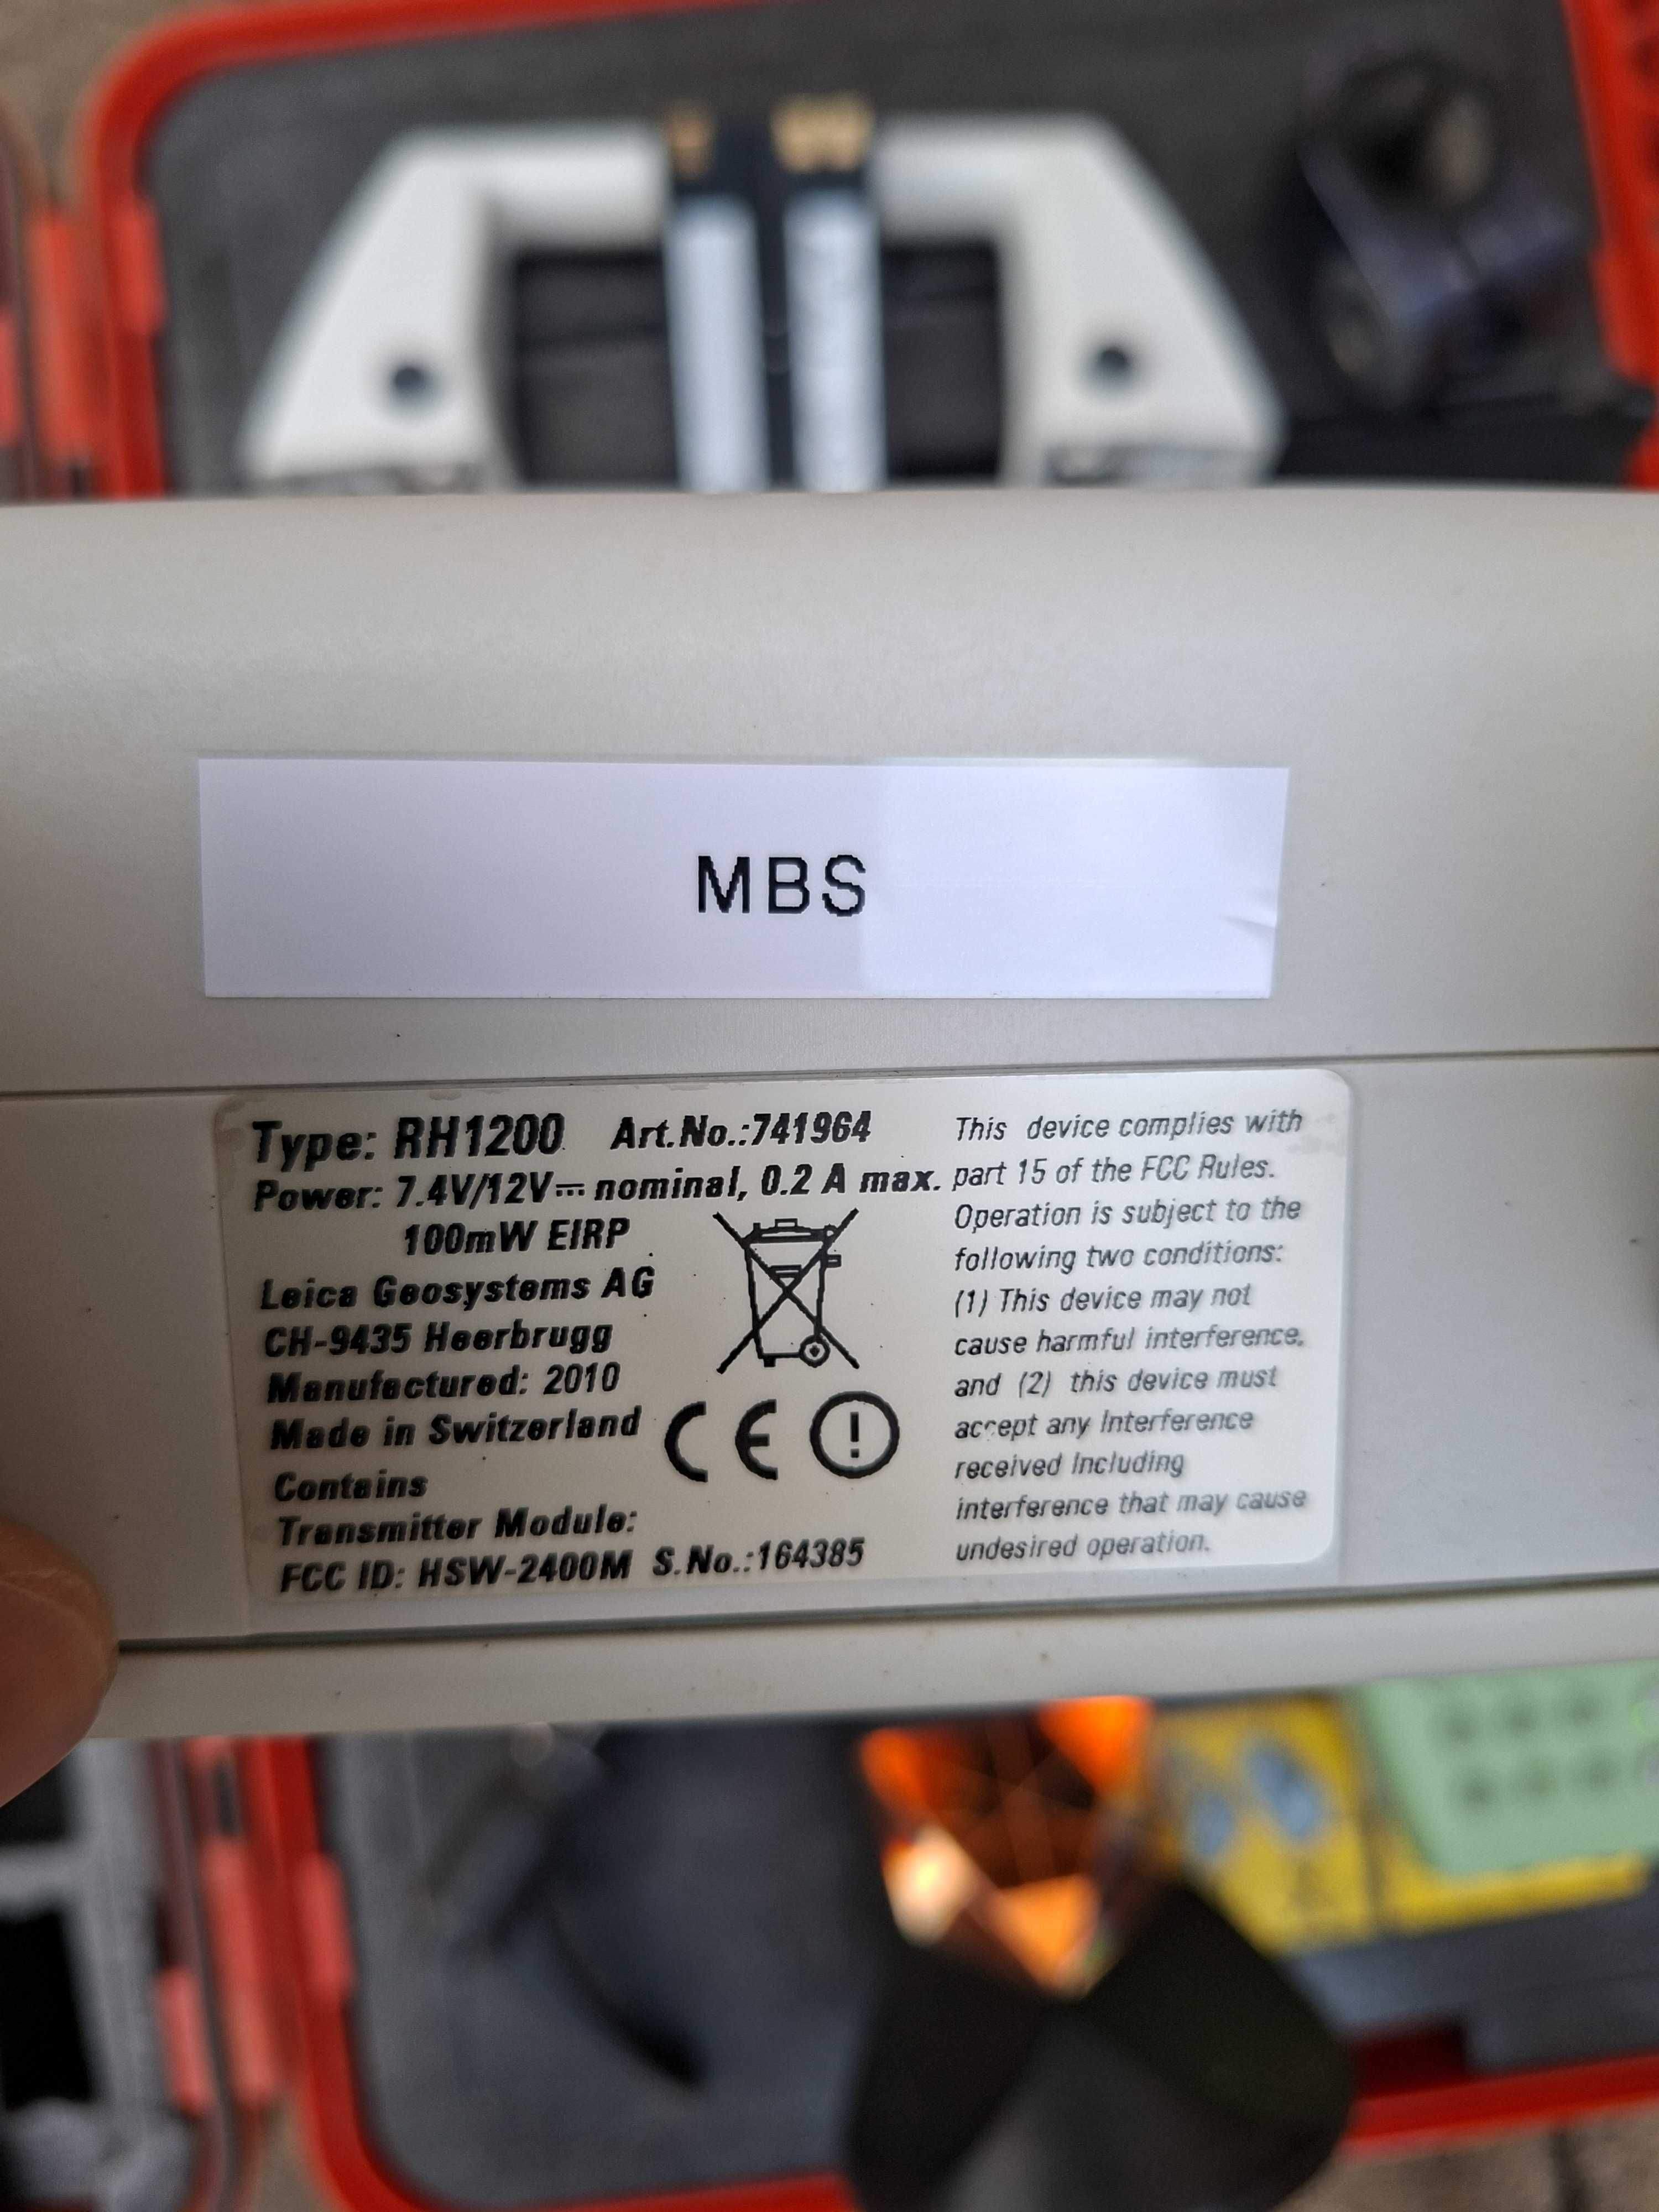 MBS
Type: RH1200 Art.No.:741964
Power: 7.4V/12V⎓ nominal, 0.2 A max.
100mW EIRP
Leica Geosystems AG
CH-9435 Heerbrugg
Manufactured: 2010
Made in Switzerland
Contains
Transmitter Module:
FCC ID: HSW-2400M S.No.:164385
CE
This device complies with
part 15 of the FCC Rules.
Operation is subject to the
following two conditions:
(1) This device may not
cause harmful interference,
and (2) this device must
accept any Interference
received Including
interference that may cause
undesired operation.